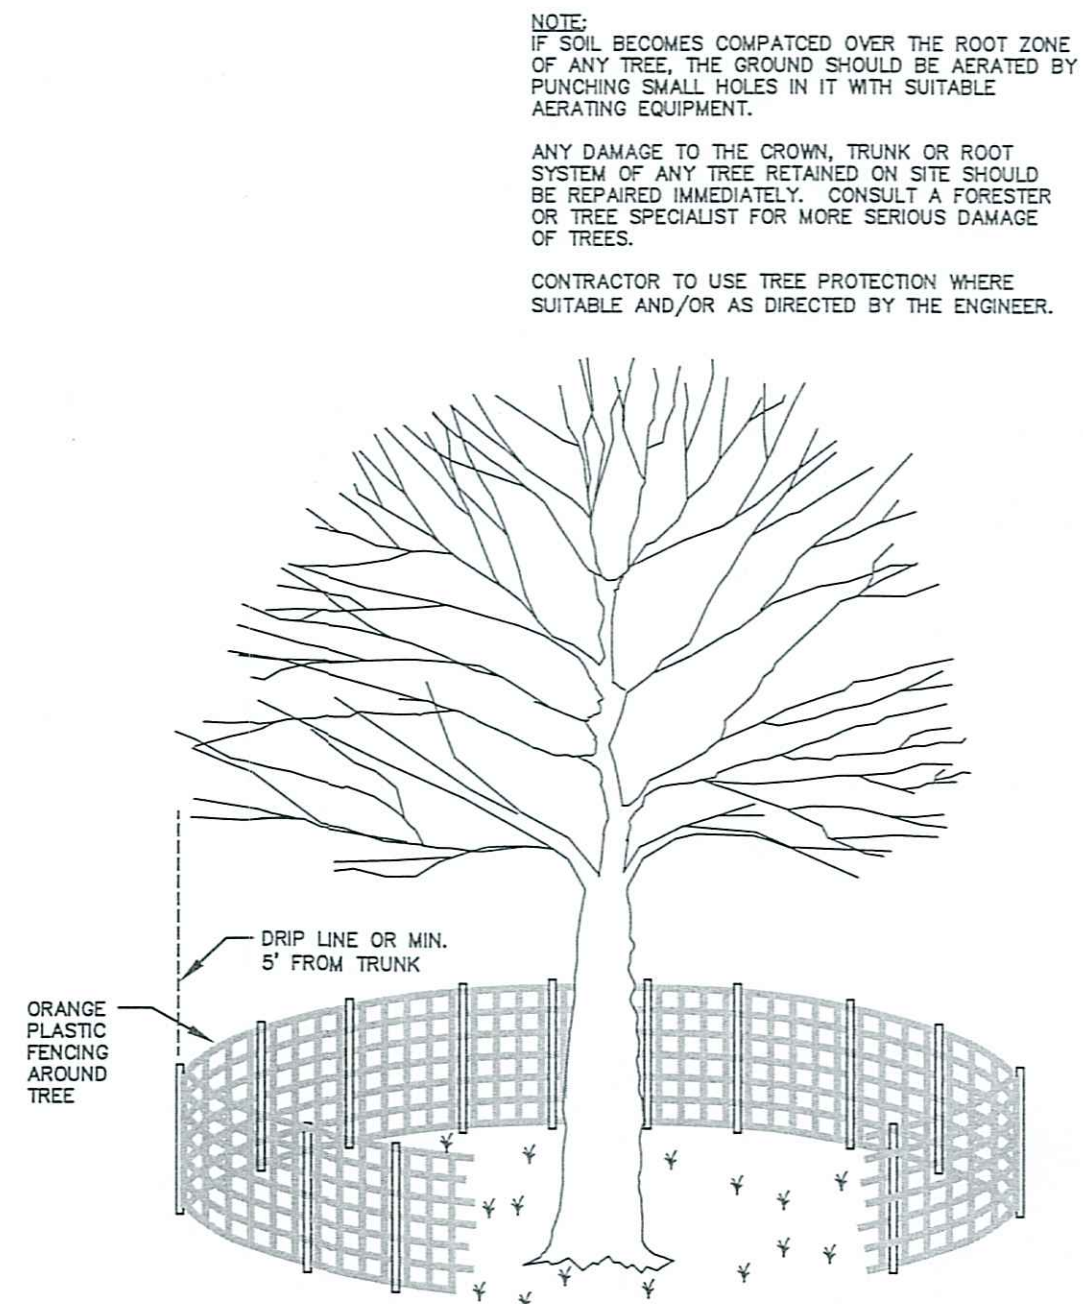 NOTE:
IF SOIL BECOMES COMPATCED OVER THE ROOT ZONE
OF ANY TREE, THE GROUND SHOULD BE AERATED BY
PUNCHING SMALL HOLES IN IT WITH SUITABLE
AERATING EQUIPMENT.
ANY DAMAGE TO THE CROWN, TRUNK OR ROOT
SYSTEM OF ANY TREE RETAINED ON SITE SHOULD
BE REPAIRED IMMEDIATELY. CONSULT A FORESTER
OR TREE SPECIALIST FOR MORE SERIOUS DAMAGE
OF TREES.
CONTRACTOR TO USE TREE PROTECTION WHERE
SUITABLE AND/OR AS DIRECTED BY THE ENGINEER.
DRIP LINE OR MIN.
5' FROM TRUNK
ORANGE
PLASTIC
FENCING
AROUND
TREE